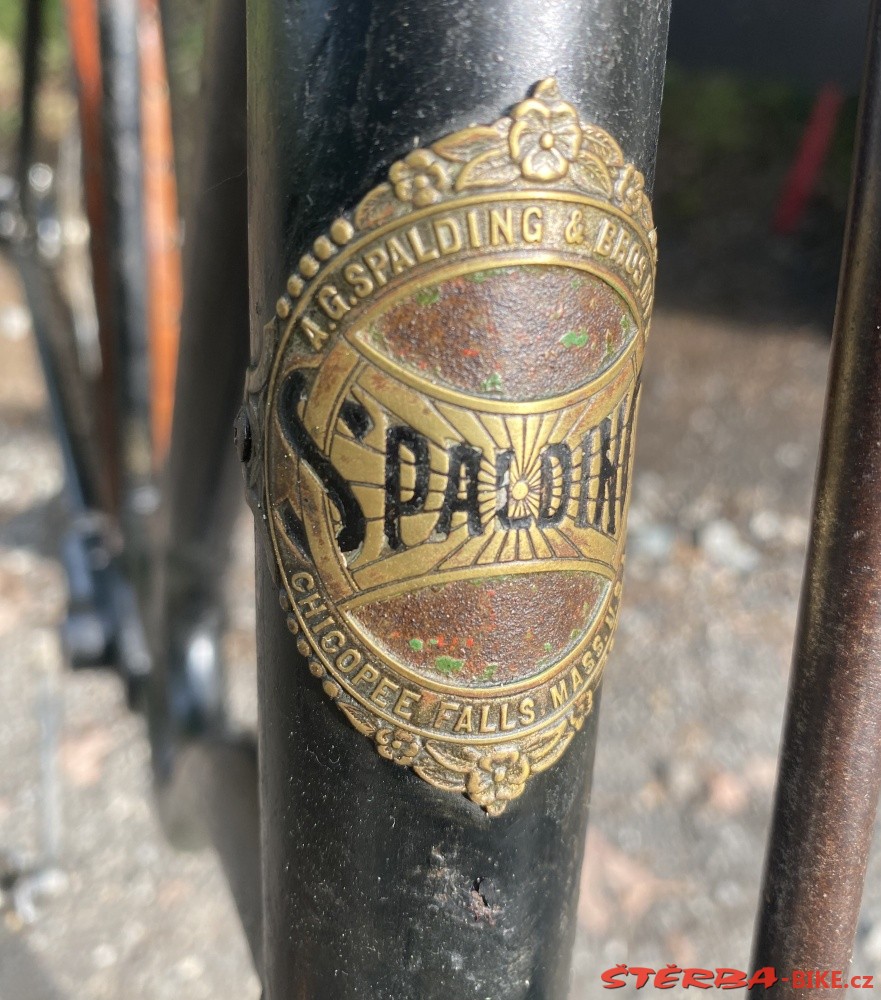 A.G. SPALDING & BROS.
SPALDING
CHICOPEE FALLS. MASS.
ŠTĚRBA-BIKE.cz